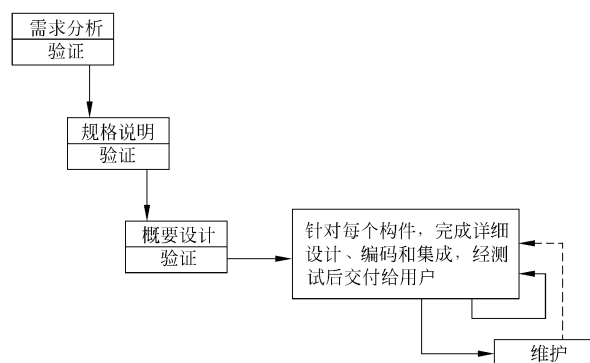 需求分析
验证
规格说明
验证
概要设计
验证
针对每个构件，完成详细
设计、编码和集成，经测
试后交付给用户
维护